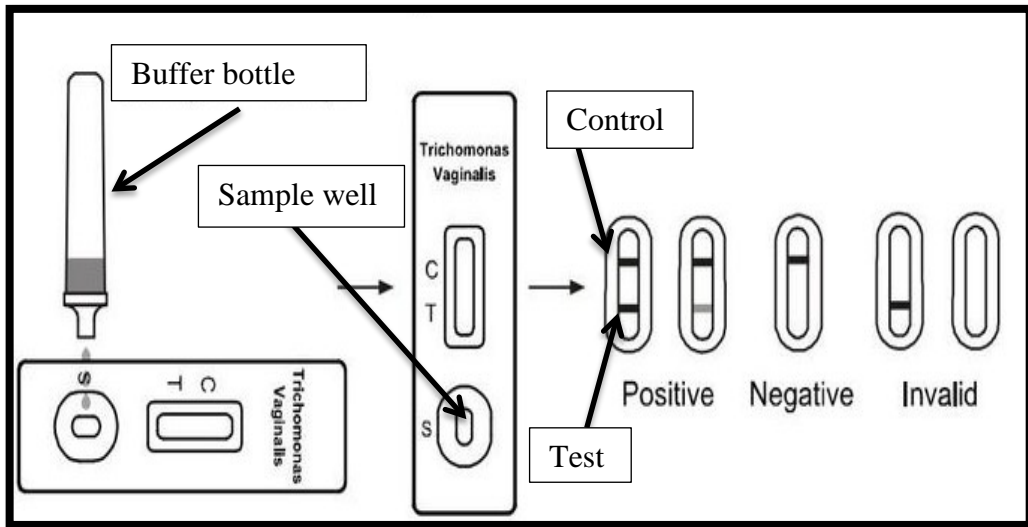 Buffer bottle
Sample well
S
T
C
Trichomonas
Vaginalis
Trichomonas
Vaginalis
C
T
S
Control
Test
Positive
Negative
Invalid